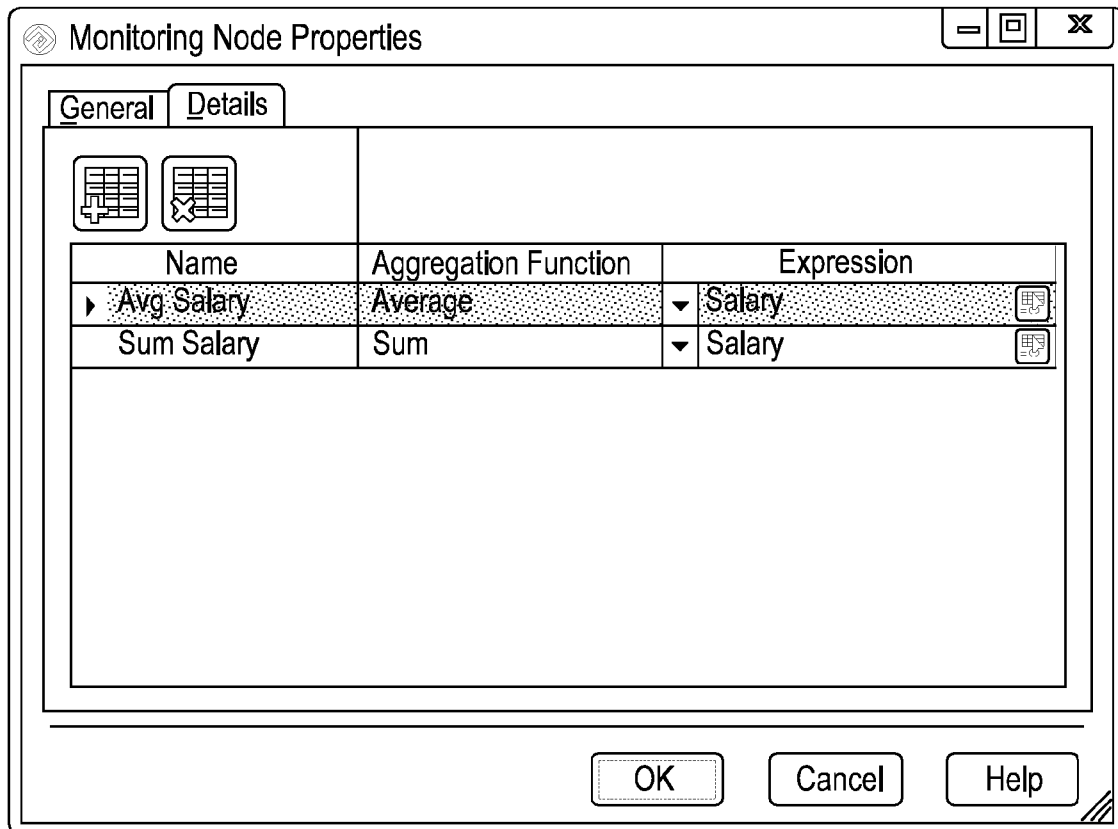 Monitoring Node Properties
General Details
Name Aggregation Function Expression
Avg Salary Average Salary
Sum Salary Sum Salary
OK Cancel Help